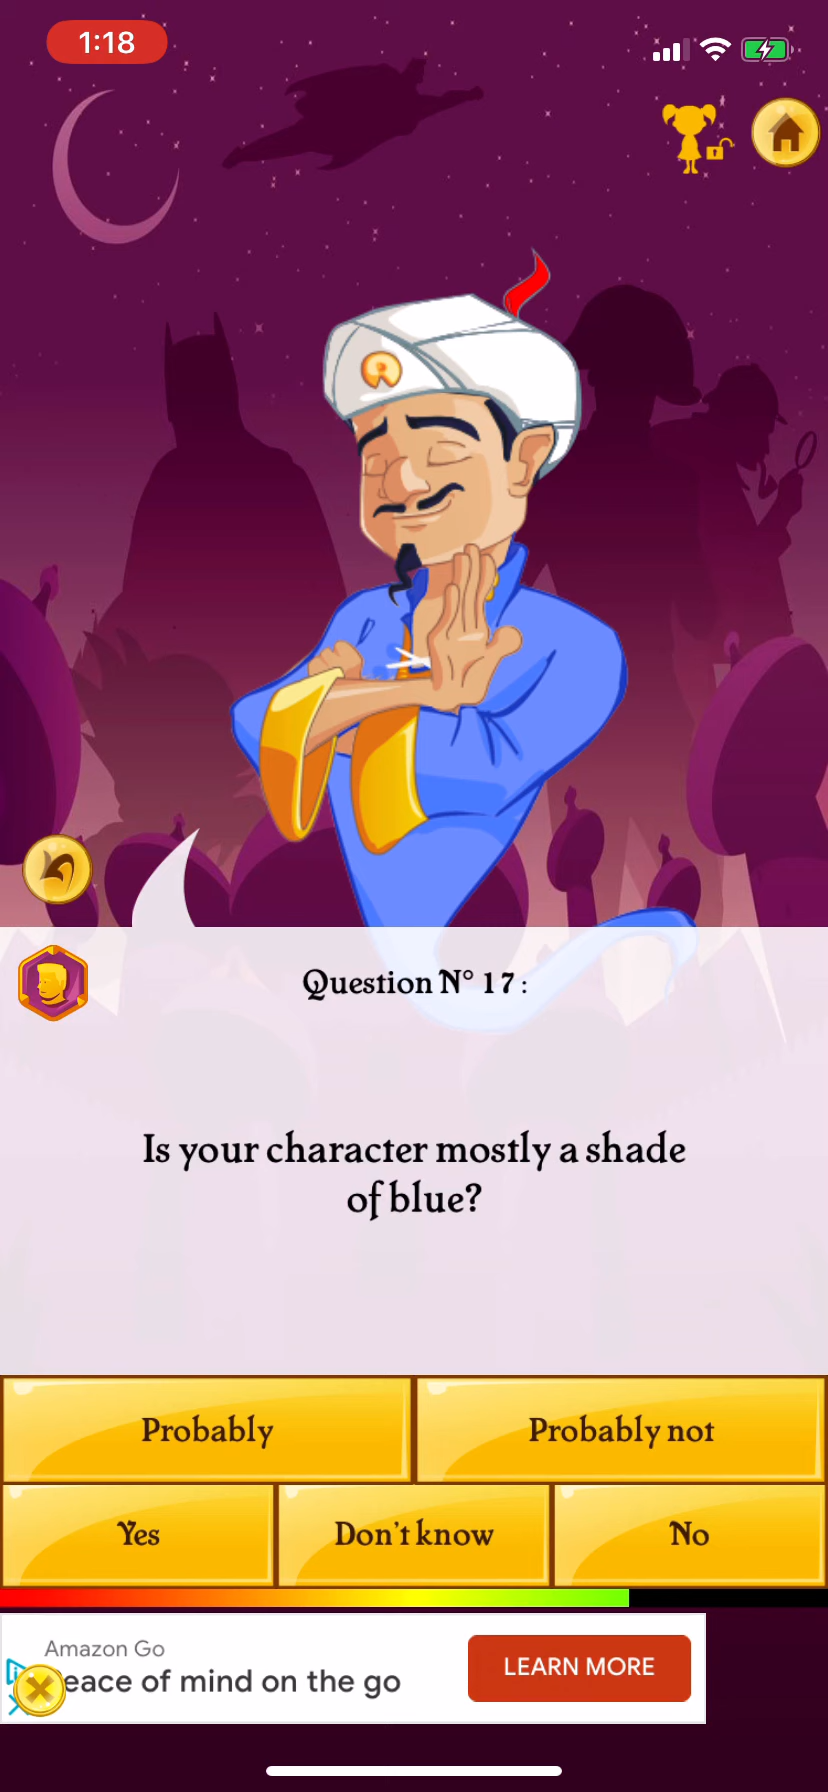 1:18
Question N° 17 :
Is your character mostly a shade
of blue?
Probably
Probably not
Yes
Don't know
No
Amazon Go
eace of mind on the go
LEARN MORE